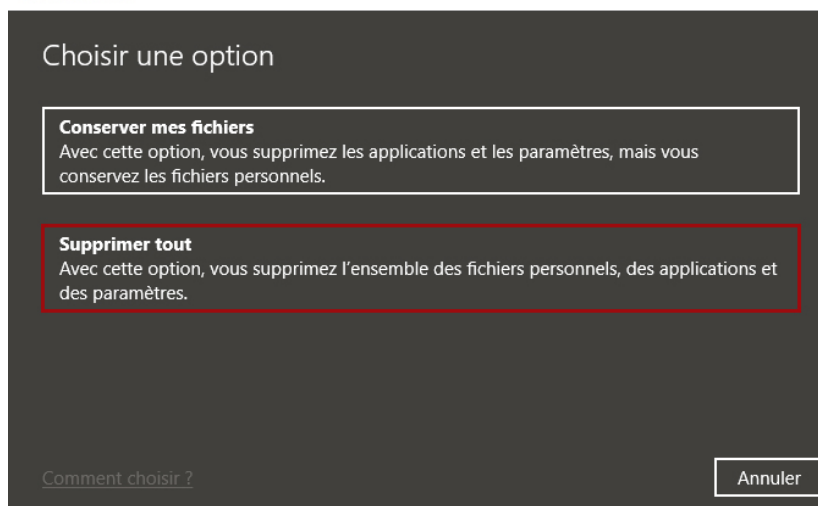 Choisir une option
Conserver mes fichiers
Avec cette option, vous supprimez les applications et les paramètres, mais vous
conservez les fichiers personnels.
Supprimer tout
Avec cette option, vous supprimez l’ensemble des fichiers personnels, des applications et
des paramètres.
Comment choisir ?
Annuler